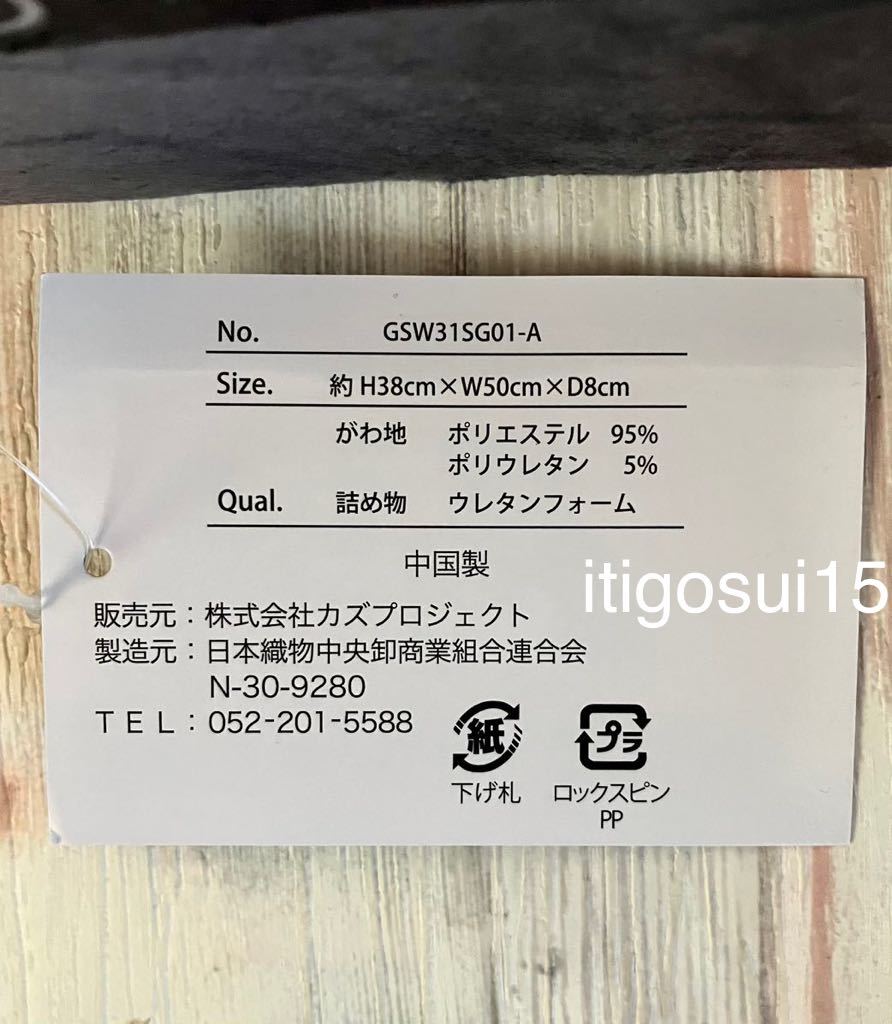 No. GSW31SG01-A
Size. 約 H38cm×W50cm×D8cm
がわ地 ポリエステル 95%
ポリウレタン 5%
Qual. 詰め物 ウレタンフォーム
中国製
itigosui15
販売元：株式会社カズプロジェクト
製造元：日本織物中央卸商業組合連合会
N-30-9280
ＴＥＬ：052-201-5588
紙
下げ札
プラ
ロックスピン
PP